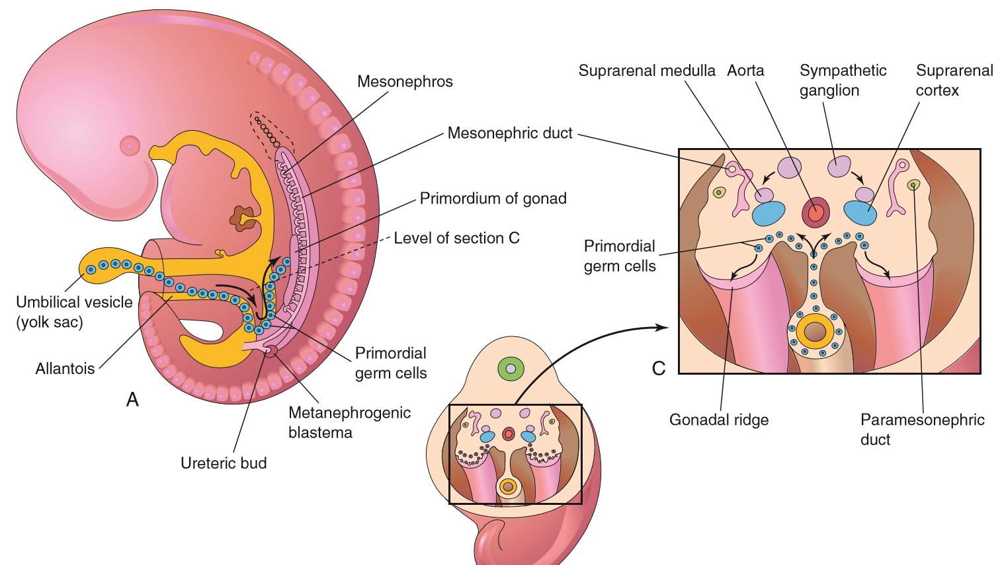 Suprarenal medulla
Aorta
Sympathetic
ganglion
Suprarenal
cortex
Mesonephros
Mesonephric duct
Primordium of gonad
Level of section C
Primordial
germ cells
Umbilical vesicle
(yolk sac)
Allantois
A
Primordial
germ cells
Metanephrogenic
blastema
Ureteric bud
C
Gonadal ridge
Paramesonephric
duct